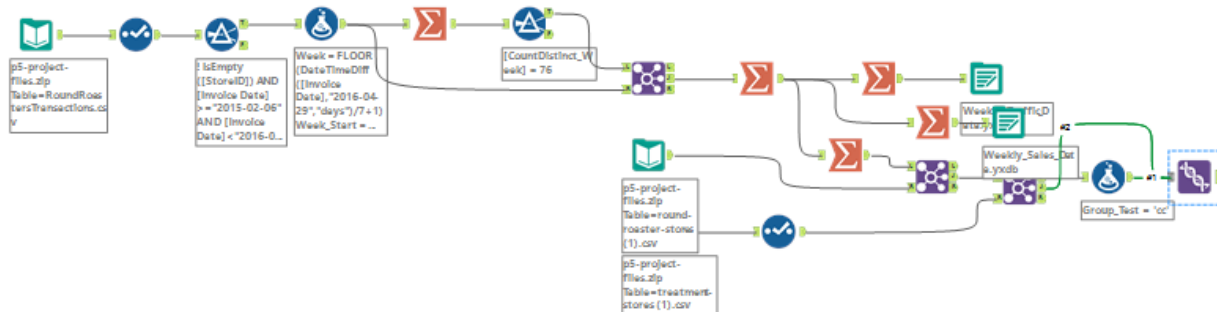 p5-project-
files.zip
Table=RoundRoas
tersTransactions.cs
v
! IsEmpty
([StoreID]) AND
[Invoice Date]
>="2015-02-06"
AND [Invoice
Date]<"2016-0...
Week = FLOOR
(DateTimeDiff
([Invoice
Date],"2016-04-
29","days")/7+1)
Week_Start = ...
[CountDistinct_W
eek] = 76
#2
Weekly_Sales_Dat
e.yxdb
#1
Group_Test = 'cc'
p5-project-
files.zip
Table=round-
roaster-stores
(1).csv
p5-project-
files.zip
Table=treatment-
stores (1).csv